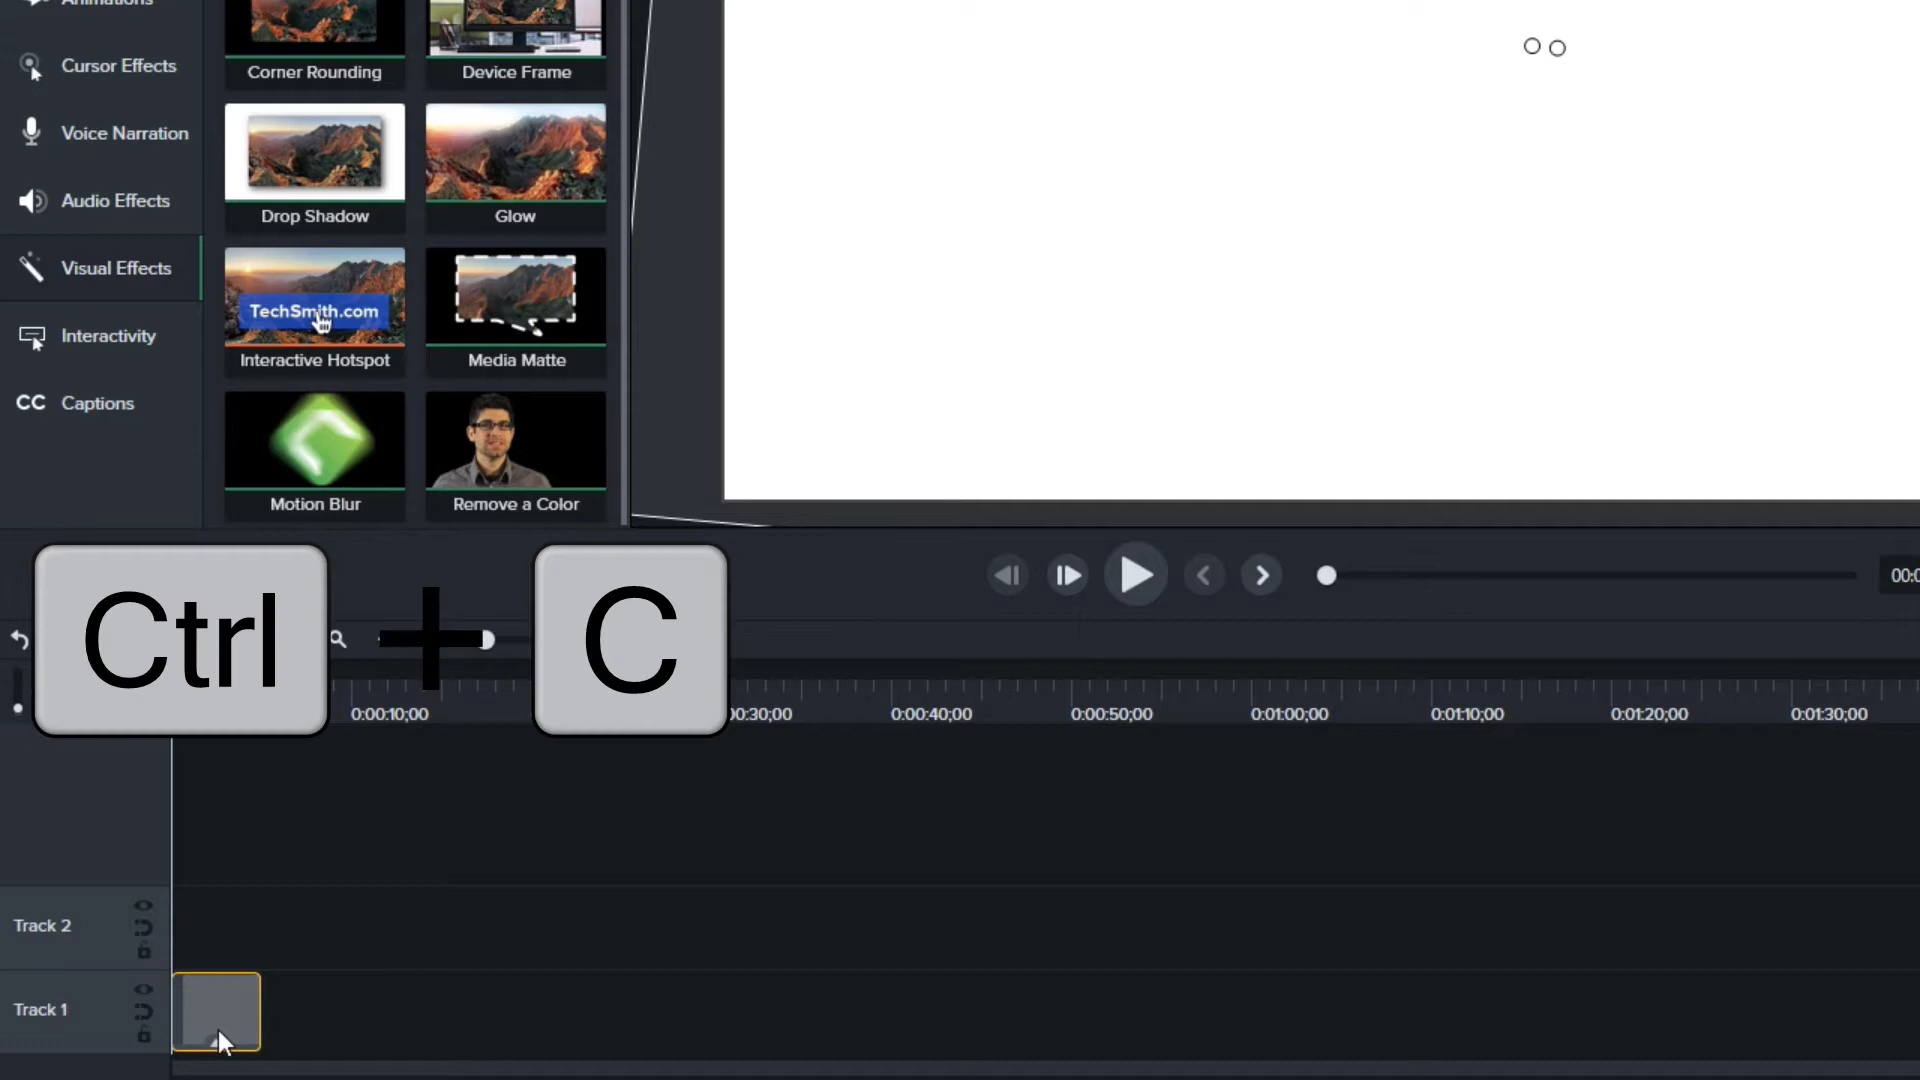 Animations
Cursor Effects
Voice Narration
Audio Effects
Visual Effects
Interactivity
CC Captions
Corner Rounding
Device Frame
Drop Shadow
Glow
TechSmith.com
Interactive Hotspot
Media Matte
Motion Blur
Remove a Color
Ctrl + C
0:00:10;00
00:30;00
0:00:40;00
0:00:50;00
0:01:00;00
0:01:10;00
0:01:20;00
0:01:30;00
Track 2
Track 1